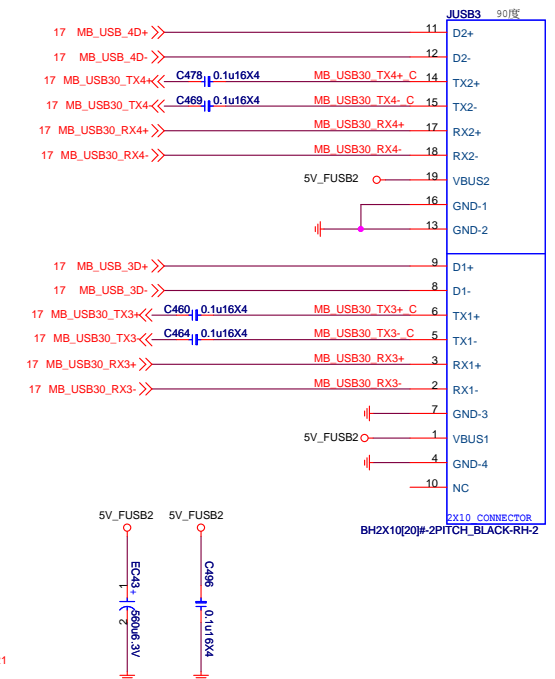 JUSB3 90度
17 MB_USB_4D+ 11 D2+
17 MB_USB_4D- 12 D2-
17 MB_USB30_TX4+ C478 0.1u16X4 MB_USB30_TX4+_C 14 TX2+
17 MB_USB30_TX4- C469 0.1u16X4 MB_USB30_TX4-_C 15 TX2-
17 MB_USB30_RX4+ MB_USB30_RX4+ 17 RX2+
17 MB_USB30_RX4- MB_USB30_RX4- 18 RX2-
5V_FUSB2 19 VBUS2
16 GND-1
13 GND-2
17 MB_USB_3D+ 9 D1+
17 MB_USB_3D- 8 D1-
17 MB_USB30_TX3+ C460 0.1u16X4 MB_USB30_TX3+_C 6 TX1+
17 MB_USB30_TX3- C464 0.1u16X4 MB_USB30_TX3-_C 5 TX1-
17 MB_USB30_RX3+ MB_USB30_RX3+ 3 RX1+
17 MB_USB30_RX3- MB_USB30_RX3- 2 RX1-
7 GND-3
5V_FUSB2 1 VBUS1
4 GND-4
10 NC
2X10 CONNECTOR
BH2X10[20]#-2PITCH_BLACK-RH-2
5V_FUSB2 5V_FUSB2
EC43 + 1 2 560u6.3V
C496 0.1u16X4
1